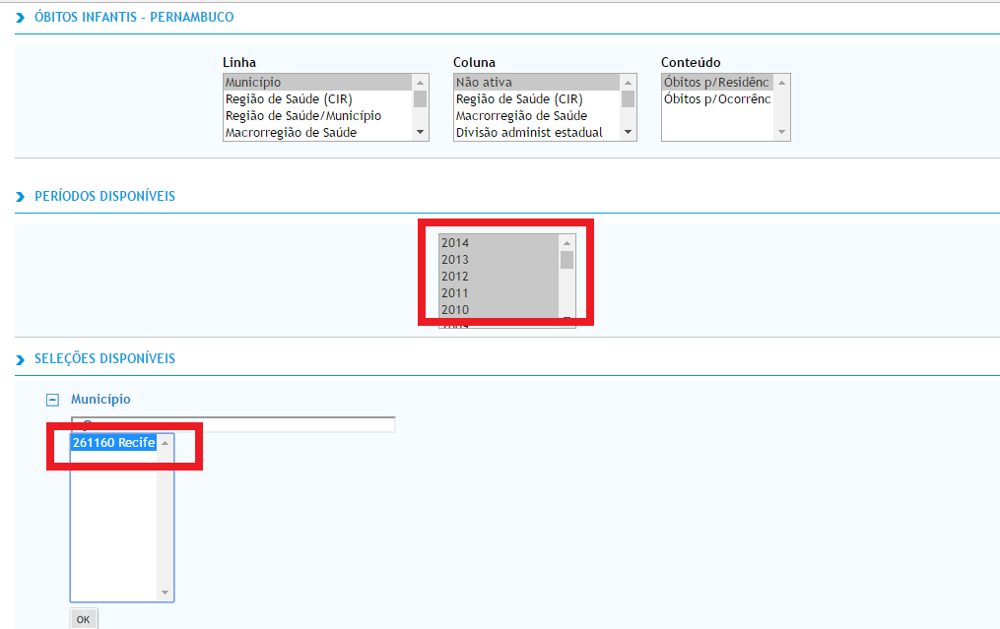 ÓBITOS INFANTIS - PERNAMBUCO
Linha
Município
Região de Saúde (CIR)
Região de Saúde/Município
Macrorregião de Saúde
Coluna
Não ativa
Região de Saúde (CIR)
Macrorregião de Saúde
Divisão administ estadual
Conteúdo
Óbitos p/Residênc
Óbitos p/Ocorrênc
PERÍODOS DISPONÍVEIS
2014
2013
2012
2011
2010
SELEÇÕES DISPONÍVEIS
Município
261160 Recife
OK